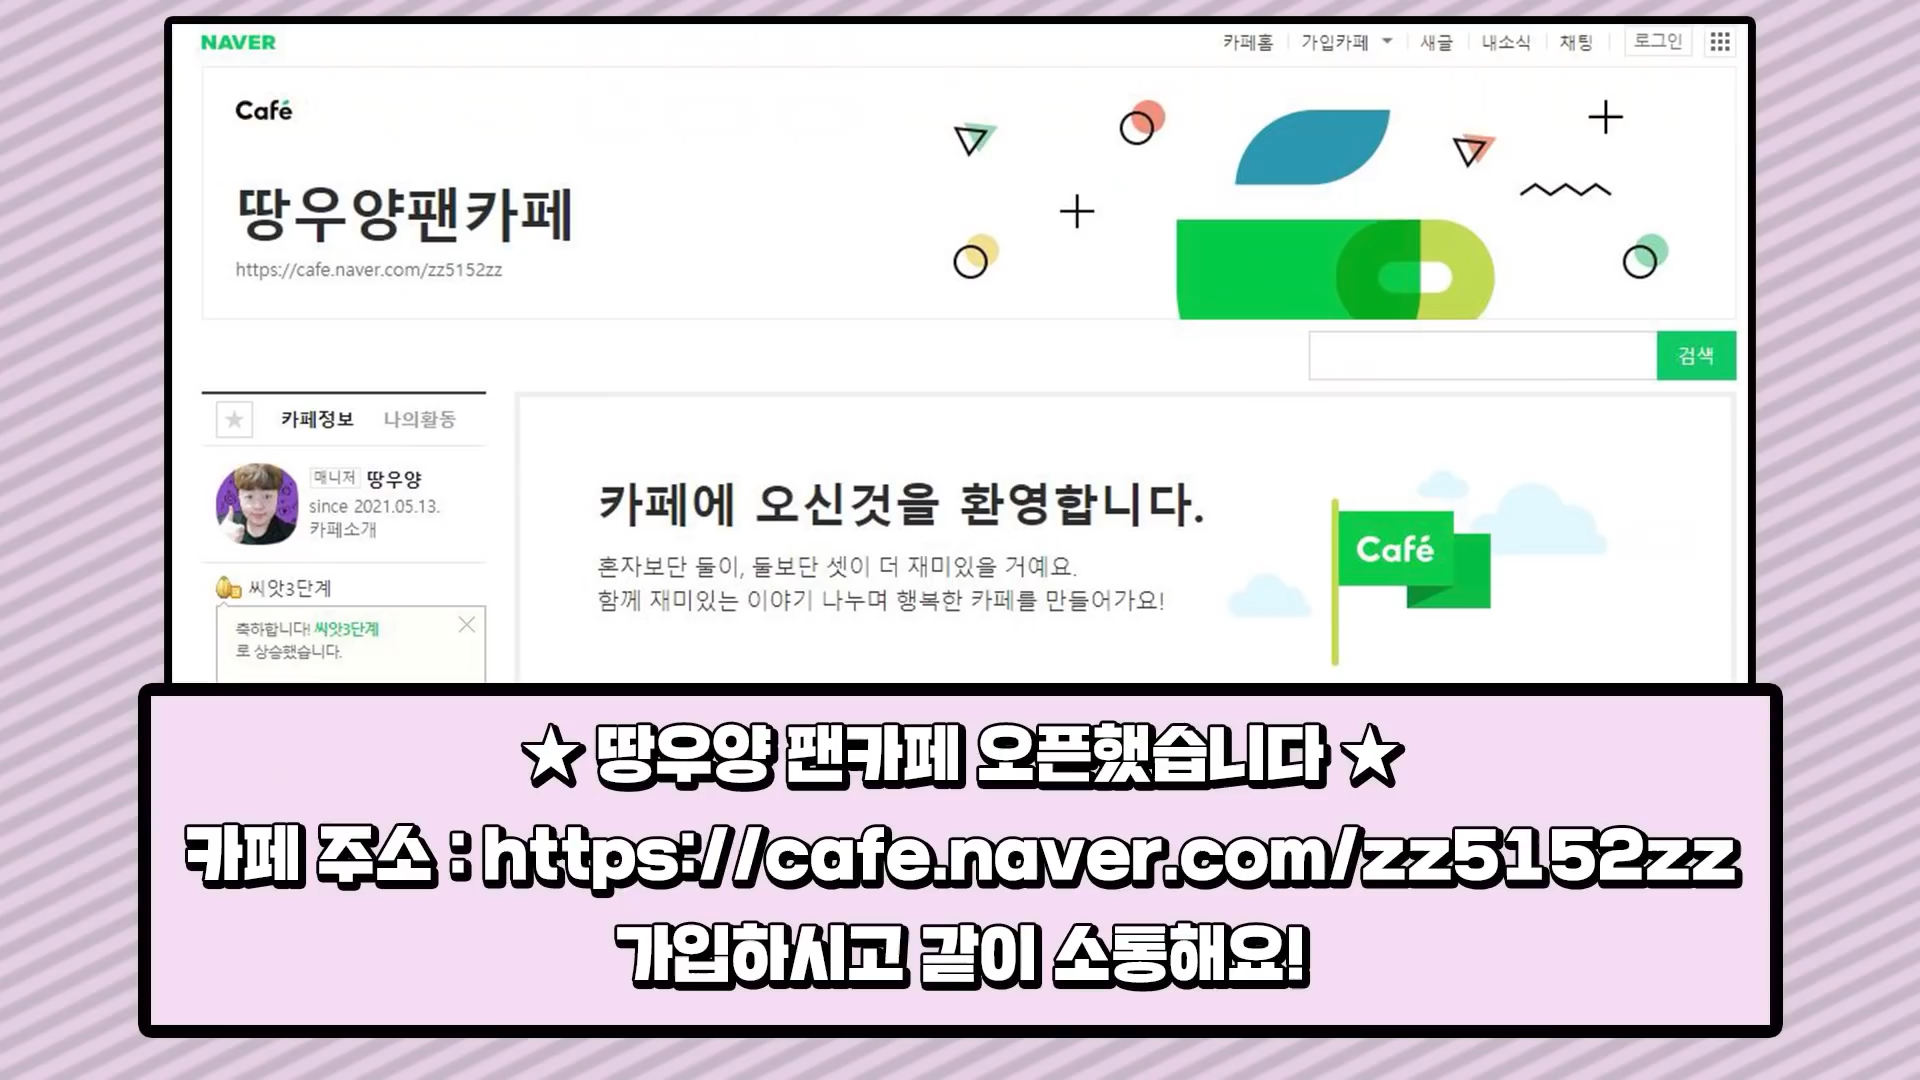 NAVER
카페홈 가입카페 새글 내소식 채팅 로그인
Café
땅우양팬카페
https://cafe.naver.com/zz5152zz
검색
카페정보 나의활동
매니저 땅우양
since 2021.05.13.
카페소개
씨앗3단계
축하합니다! 씨앗3단계
로 상승했습니다.
카페에 오신것을 환영합니다.
혼자보단 둘이, 둘보단 셋이 더 재미있을 거예요.
함께 재미있는 이야기 나누며 행복한 카페를 만들어가요!
Café
★ 땅우양 팬카페 오픈했습니다 ★
카페 주소 : https://cafe.naver.com/zz5152zz
가입하시고 같이 소통해요!